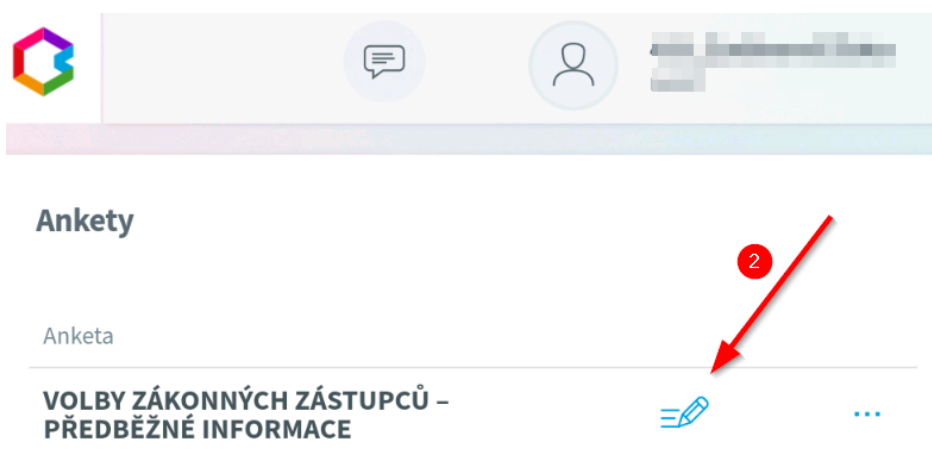 Ankety
2
Anketa
VOLBY ZÁKONNÝCH ZÁSTUPCŮ –
PŘEDBĚŽNÉ INFORMACE
...